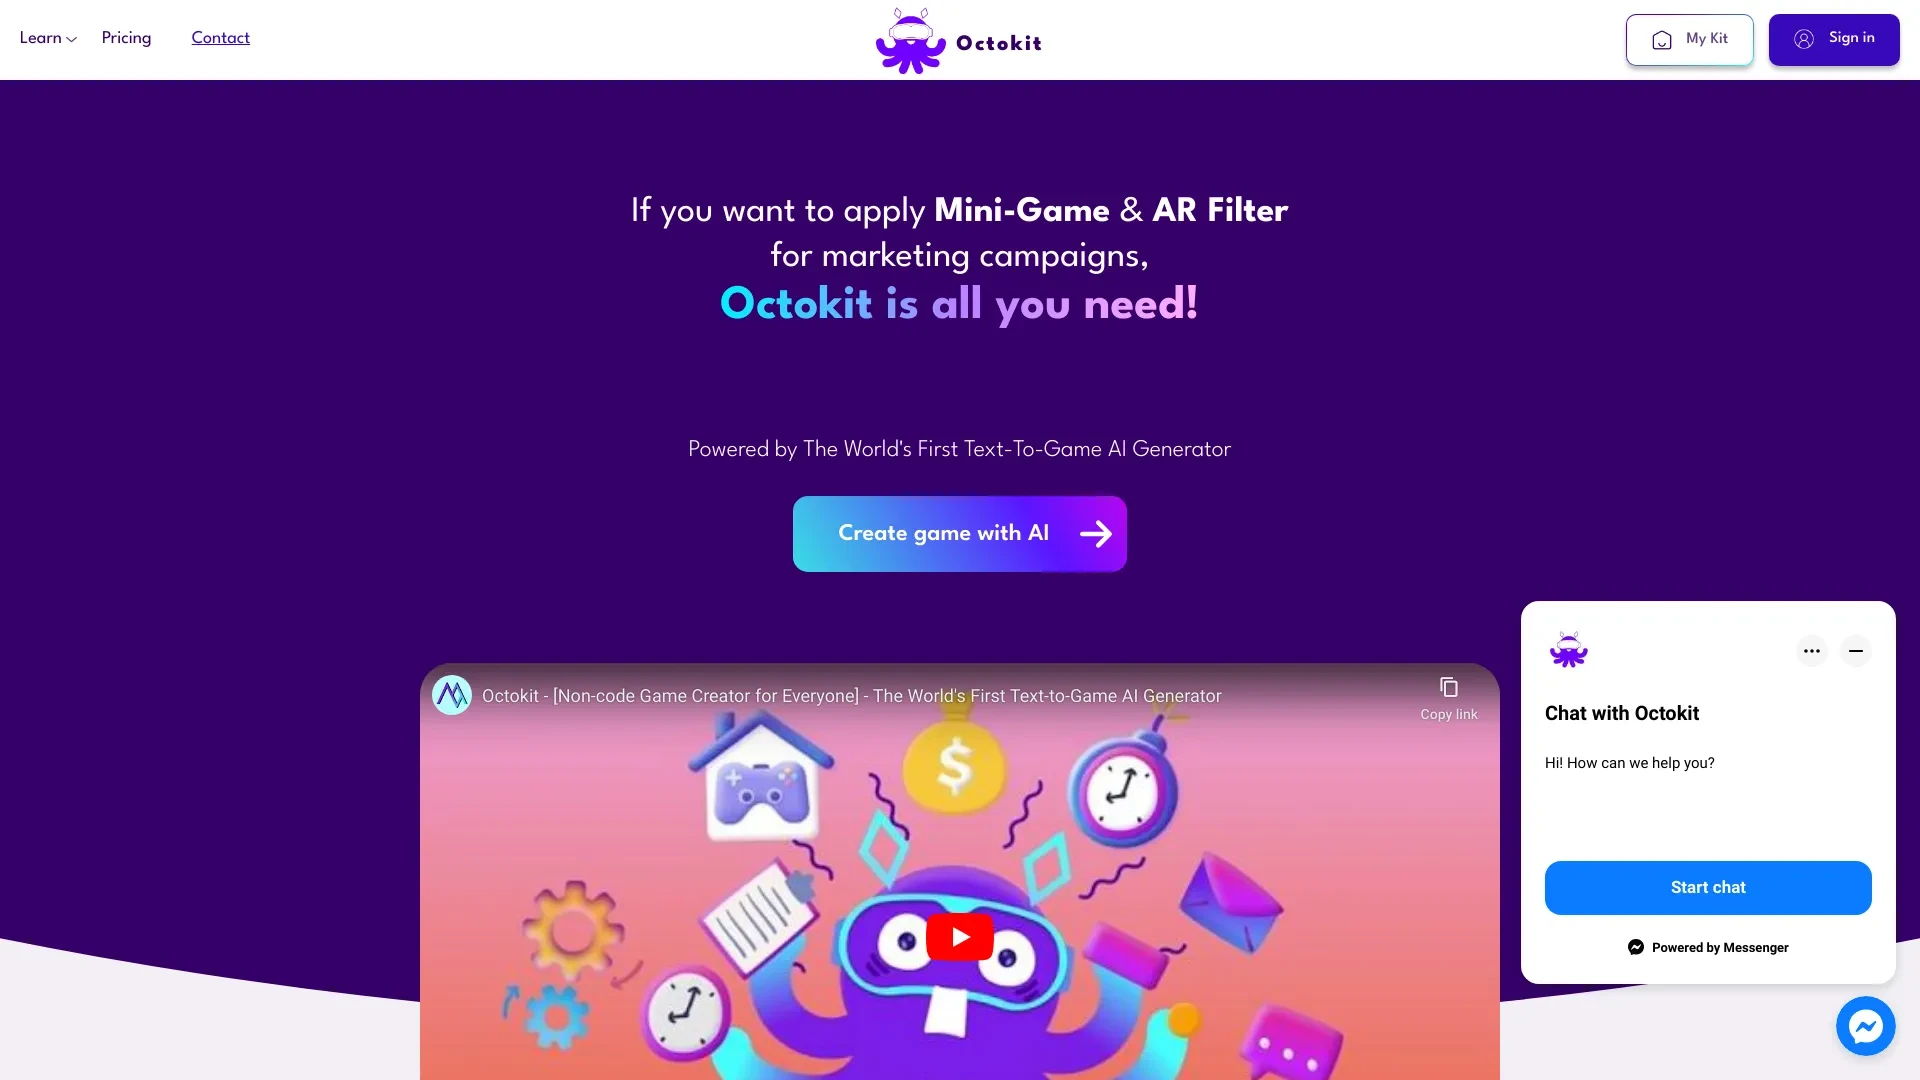 Learn
Pricing
Contact
Octokit
My Kit
Sign in
If you want to apply Mini-Game & AR Filter
for marketing campaigns,
Octokit is all you need!
Powered by The World's First Text-To-Game AI Generator
Create game with AI
Octokit - [Non-code Game Creator for Everyone] - The World's First Text-to-Game AI Generator
Copy link
$
Chat with Octokit
Hi! How can we help you?
Start chat
Powered by Messenger